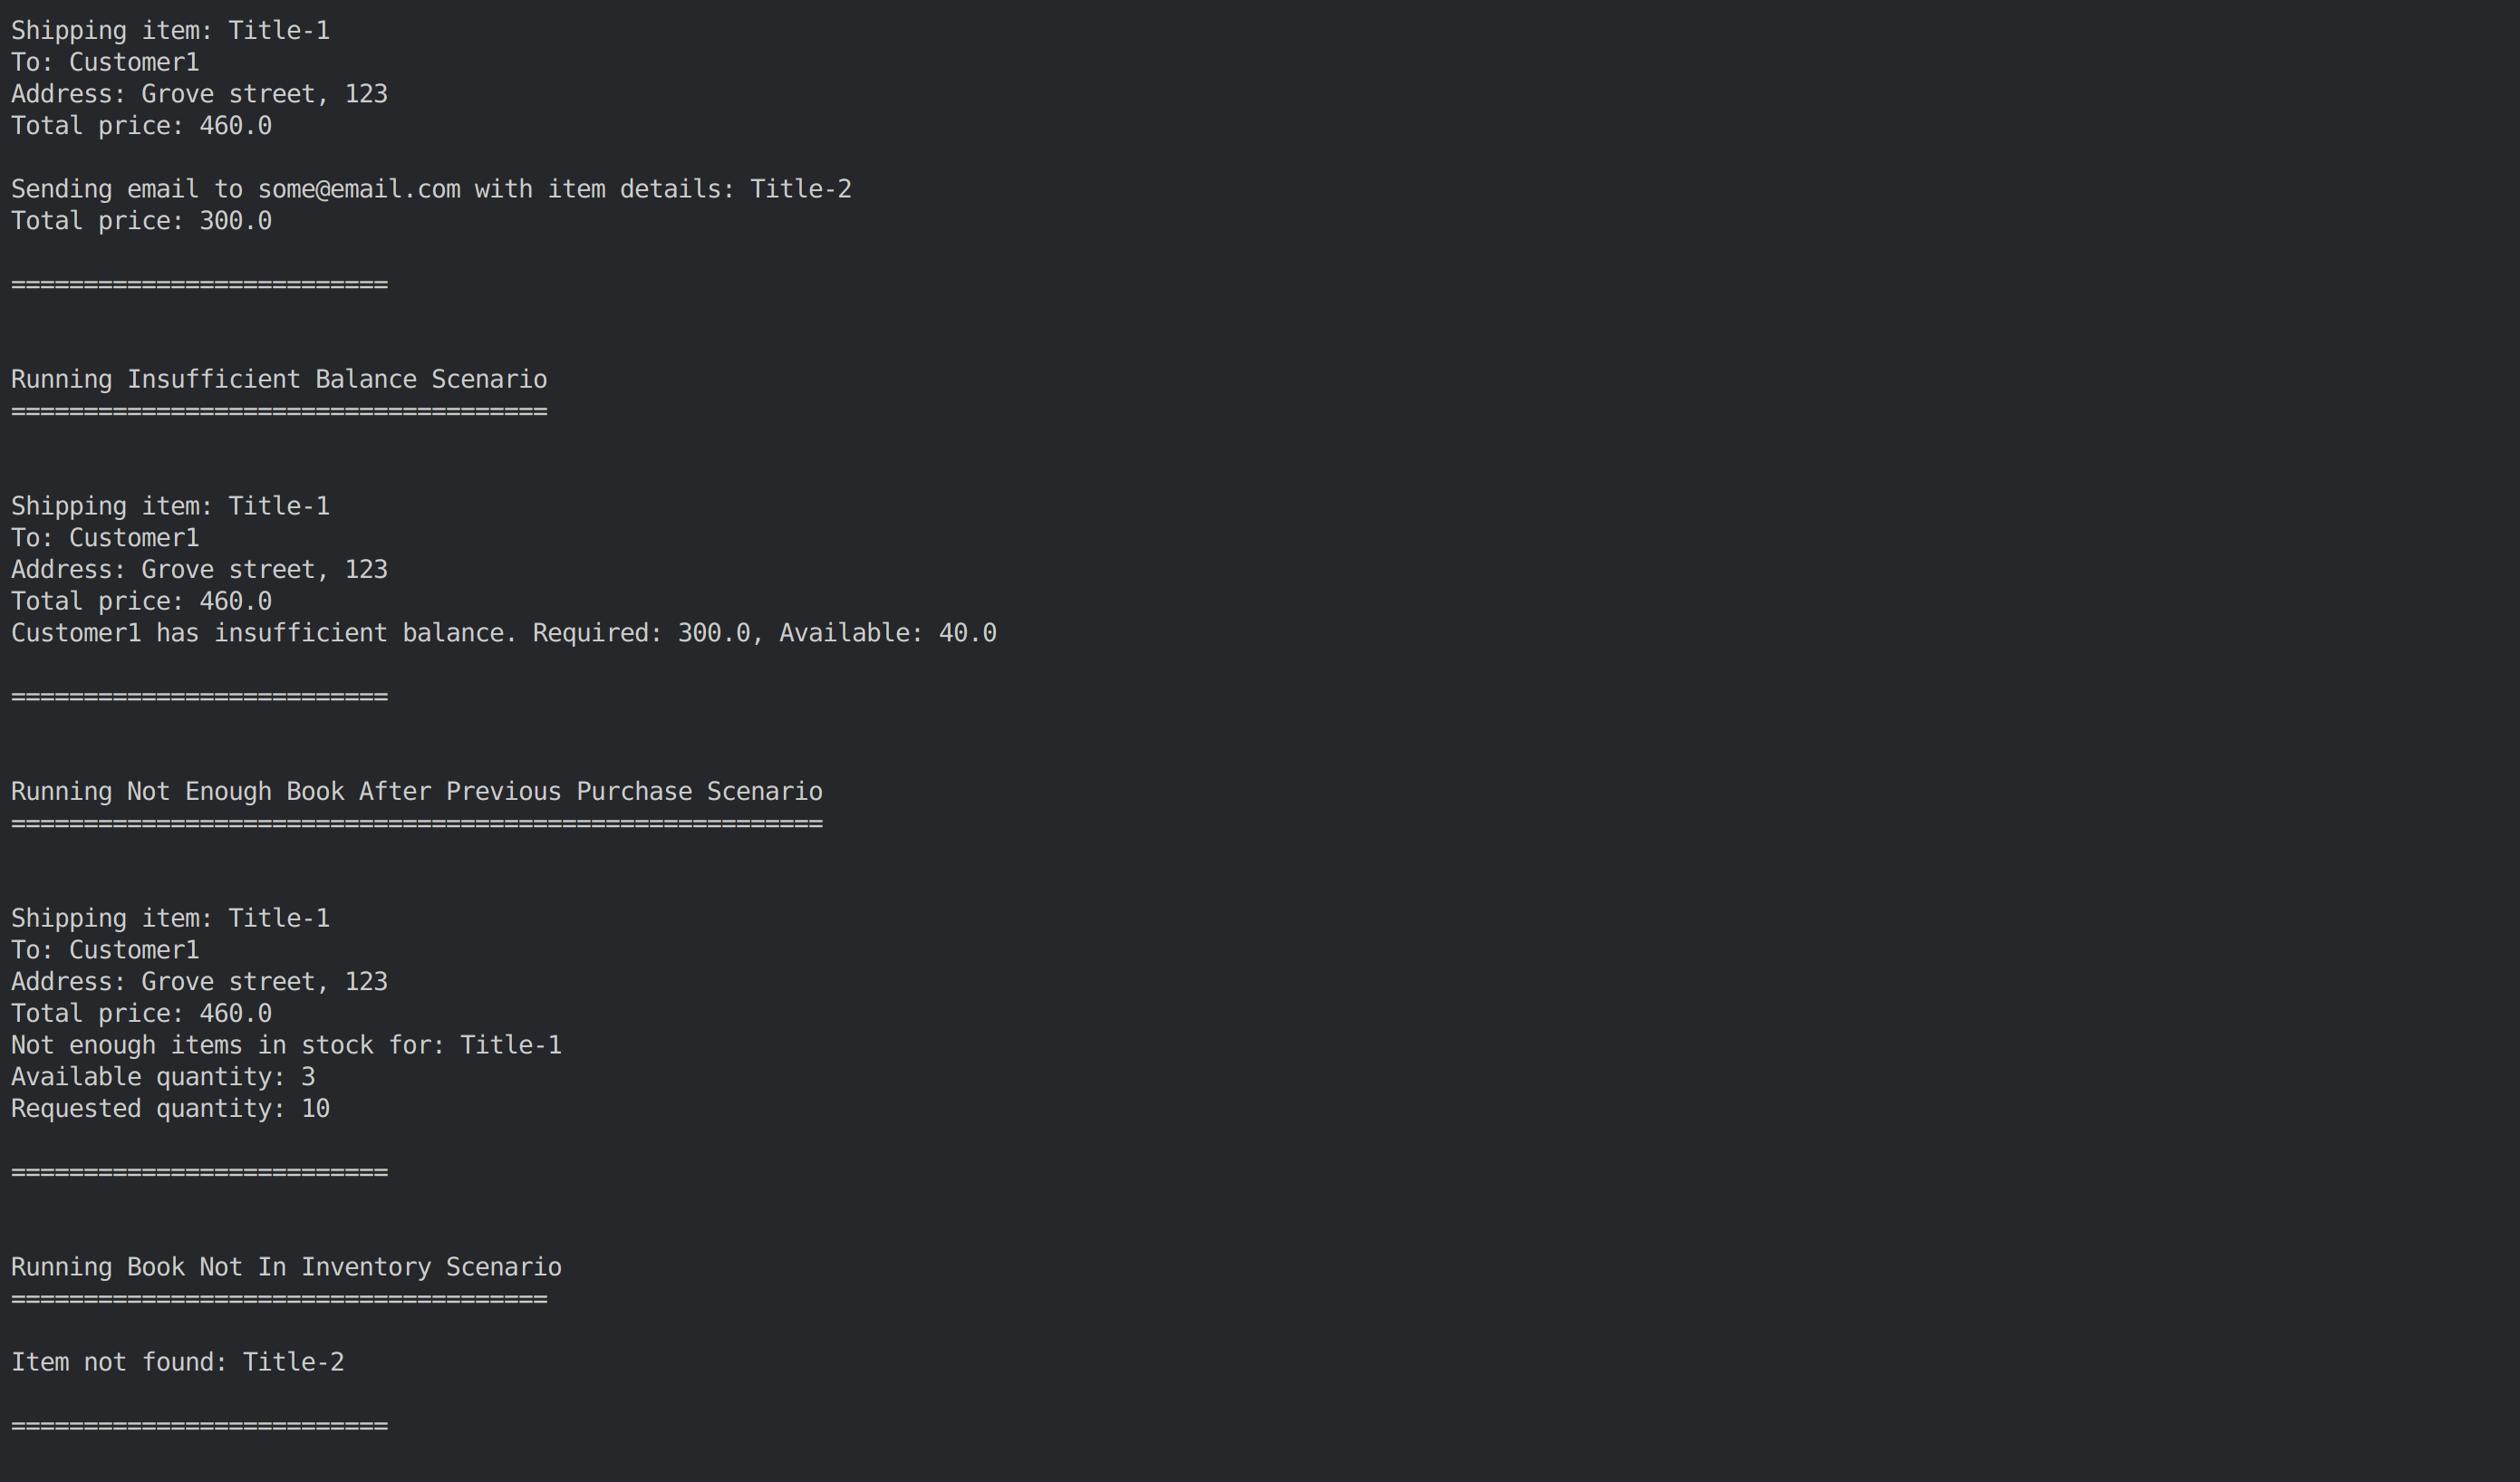 Shipping item: Title-1
To: Customer1
Address: Grove street, 123
Total price: 460.0
Sending email to some@email.com with item details: Title-2
Total price: 300.0
==========================
Running Insufficient Balance Scenario
=====================================
Shipping item: Title-1
To: Customer1
Address: Grove street, 123
Total price: 460.0
Customer1 has insufficient balance. Required: 300.0, Available: 40.0
==========================
Running Not Enough Book After Previous Purchase Scenario
========================================================
Shipping item: Title-1
To: Customer1
Address: Grove street, 123
Total price: 460.0
Not enough items in stock for: Title-1
Available quantity: 3
Requested quantity: 10
==========================
Running Book Not In Inventory Scenario
=====================================
Item not found: Title-2
==========================